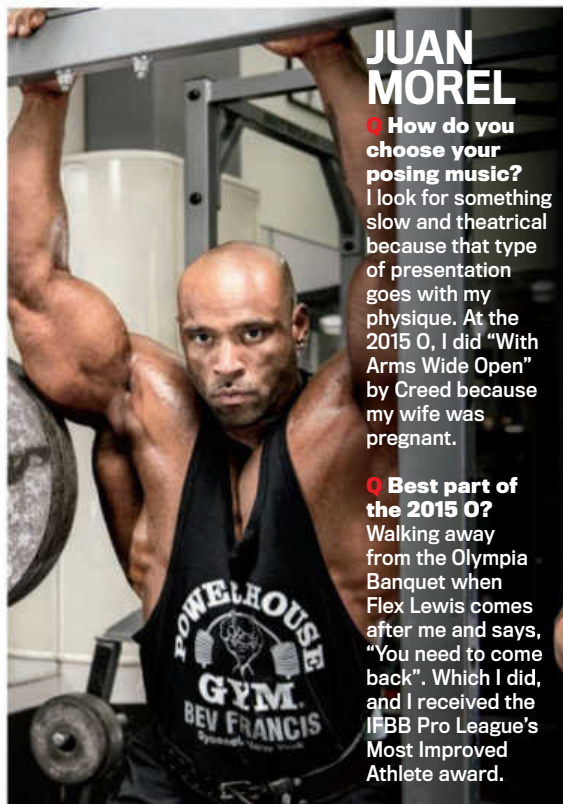 JUAN
MOREL
Q How do you
choose your
posing music?
I look for something
slow and theatrical
because that type
of presentation
goes with my
physique. At the
2015 O, I did “With
Arms Wide Open”
by Creed because
my wife was
pregnant.
Q Best part of
the 2015 O?
Walking away
from the Olympia
Banquet when
Flex Lewis comes
after me and says,
“You need to come
back”. Which I did,
and I received the
IFBB Pro League’s
Most Improved
Athlete award.
POWERHOUSE
GYM
BEV FRANCIS
New York